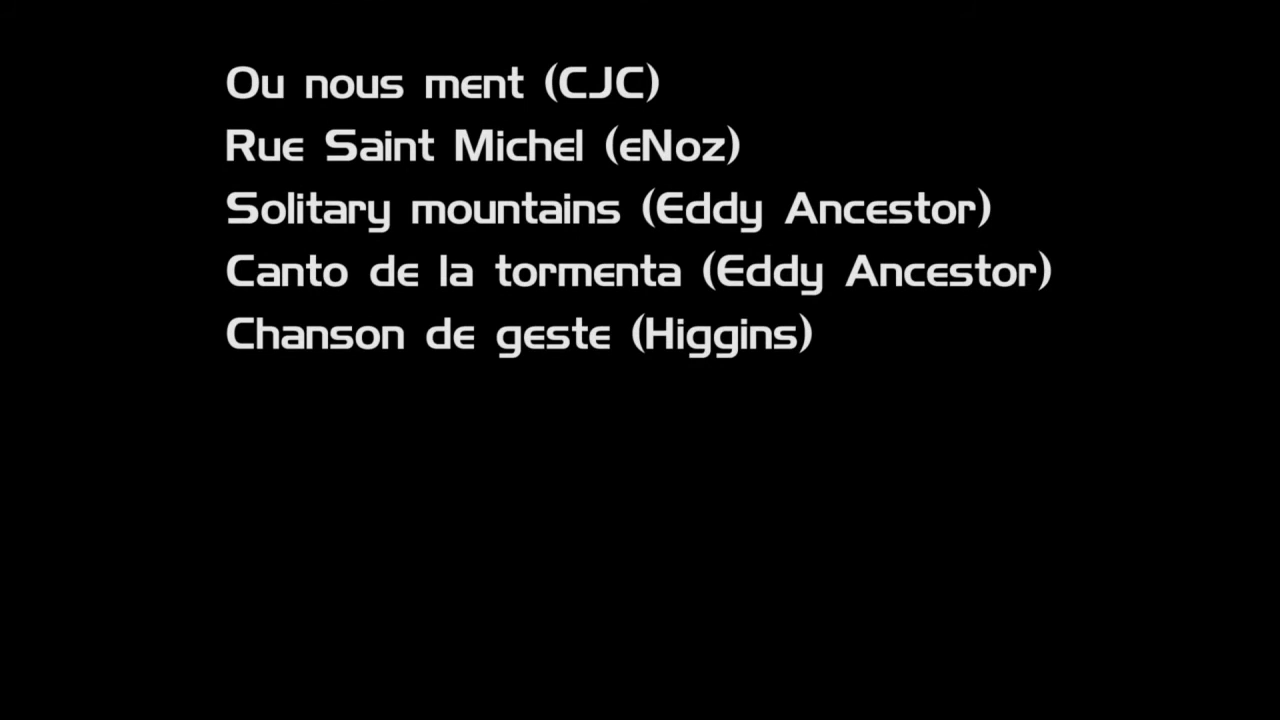 Ou nous ment (CJC)
Rue Saint Michel (eNoz)
Solitary mountains (Eddy Ancestor)
Canto de la tormenta (Eddy Ancestor)
Chanson de geste (Higgins)